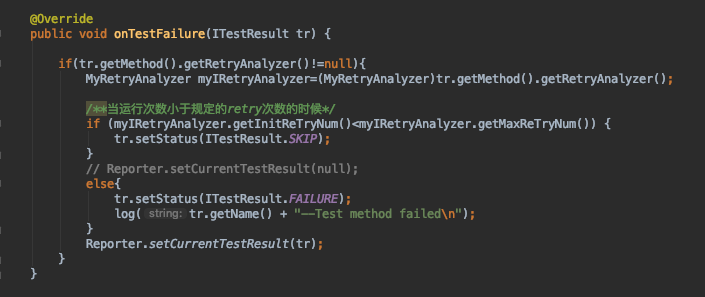 @Override
public void onTestFailure(ITestResult tr) {
if(tr.getMethod().getRetryAnalyzer()!=null){
MyRetryAnalyzer myIRetryAnalyzer=(MyRetryAnalyzer)tr.getMethod().getRetryAnalyzer();
/**当运行次数小于规定的retry次数的时候*/
if (myIRetryAnalyzer.getInitReTryNum()<myIRetryAnalyzer.getMaxReTryNum()) {
tr.setStatus(ITestResult.SKIP);
}
// Reporter.setCurrentTestResult(null);
else{
tr.setStatus(ITestResult.FAILURE);
log( string: tr.getName() + "--Test method failed\n");
}
Reporter.setCurrentTestResult(tr);
}
}